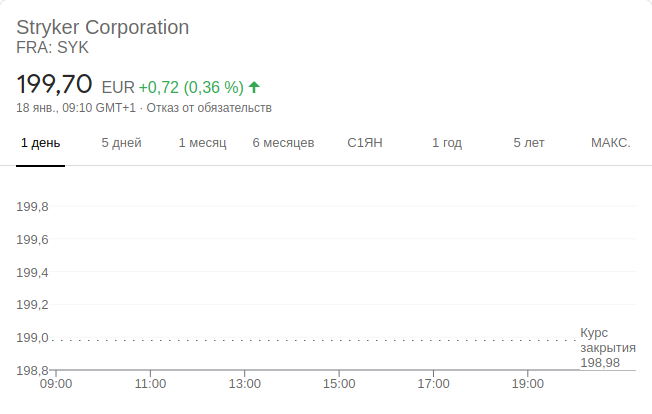 Stryker Corporation
FRA: SYK
199,70 EUR +0,72 (0,36 %)
18 янв., 09:10 GMT+1 · Отказ от обязательств
1 день 5 дней 1 месяц 6 месяцев С1ЯН 1 год 5 лет МАКС.
199,8
199,6
199,4
199,2
199,0
Курс
закрытия
198,98
198,8
09:00 11:00 13:00 15:00 17:00 19:00